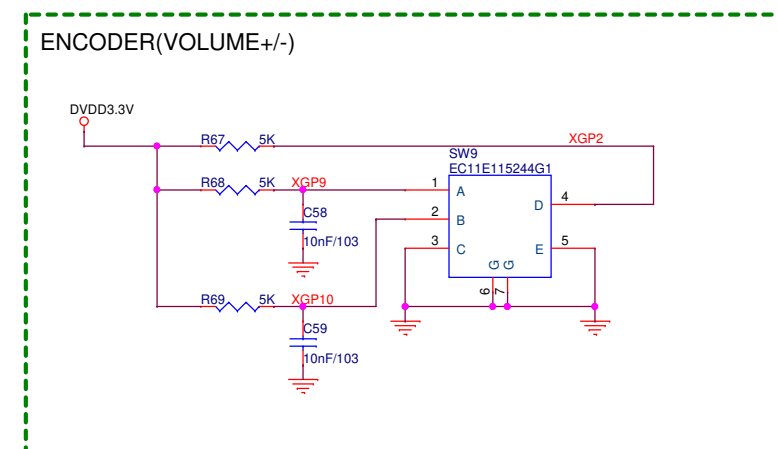 ENCODER(VOLUME+/-)
DVDD3.3V
R67 5K XGP2
SW9
EC11E115244G1
R68 5K XGP9 1 A
D 4
C58 2 B
10nF/103 3 C E 5
G G
6 7
R69 5K XGP10
C59
10nF/103